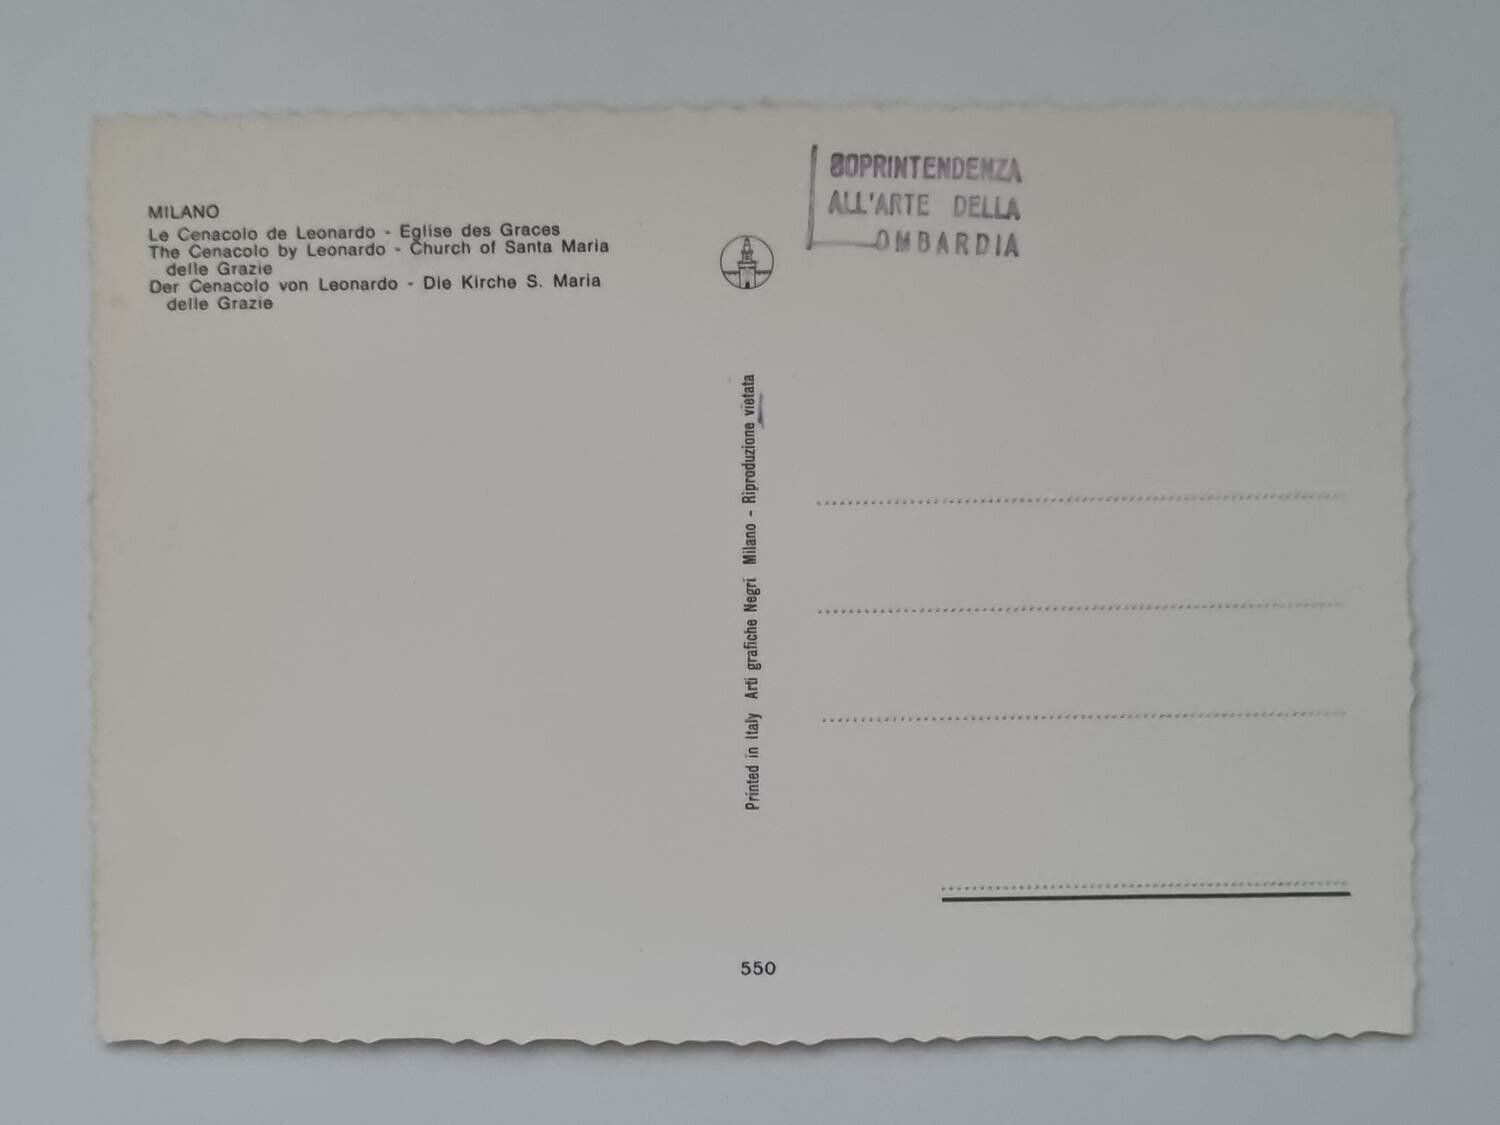 MILANO
Le Cenacolo de Leonardo - Eglise des Graces
The Cenacolo by Leonardo - Church of Santa Maria
delle Grazie
Der Cenacolo von Leonardo - Die Kirche S. Maria
delle Grazie
SOPRINTENDENZA
ALL'ARTE DELLA
OMBARDIA
Printed in Italy Arti grafiche Negri Milano - Riproduzione vietata
550